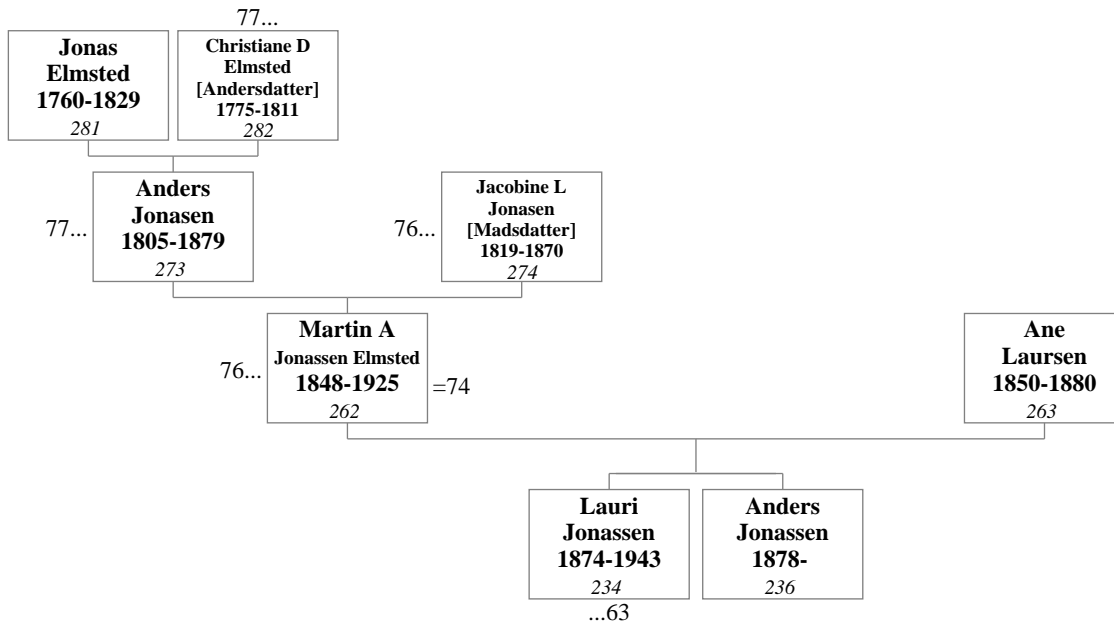 77...
Jonas
Elmsted
1760-1829
281
Christiane D
Elmsted
[Andersdatter]
1775-1811
282
77...
Anders
Jonasen
1805-1879
273
76...
Jacobine L
Jonasen
[Madsdatter]
1819-1870
274
76...
Martin A
Jonassen Elmsted
1848-1925
262
=74
Ane
Laursen
1850-1880
263
Lauri
Jonassen
1874-1943
234
...63
Anders
Jonassen
1878-
236